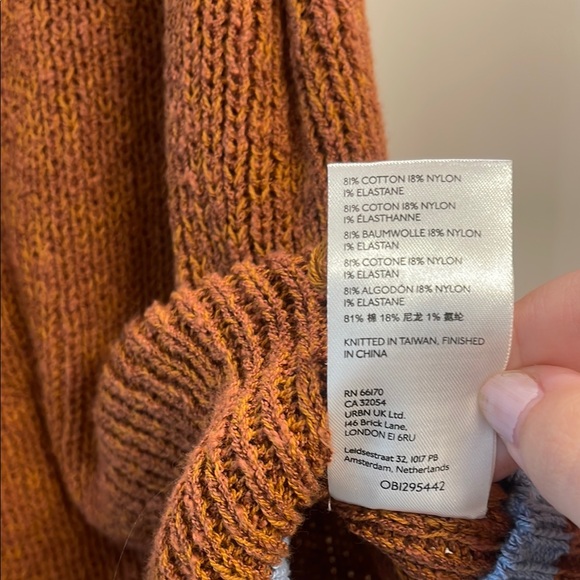 81% COTTON 18% NYLON
1% ELASTANE
81% COTON 18% NYLON
1% ÉLASTHANNE
81% BAUMWOLLE 18% NYLON
1% ELASTAN
81% COTONE 18% NYLON
1% ELASTAN
81% ALGODÓN 18% NYLON
1% ELASTANE
81% 棉 18% 尼龙 1% 氨纶
KNITTED IN TAIWAN, FINISHED
IN CHINA
RN 66170
CA 32054
URBN UK Ltd.
146 Brick Lane,
LONDON E1 6RU
Leidsestraat 32, 1017 PB
Amsterdam, Netherlands
OB1295442